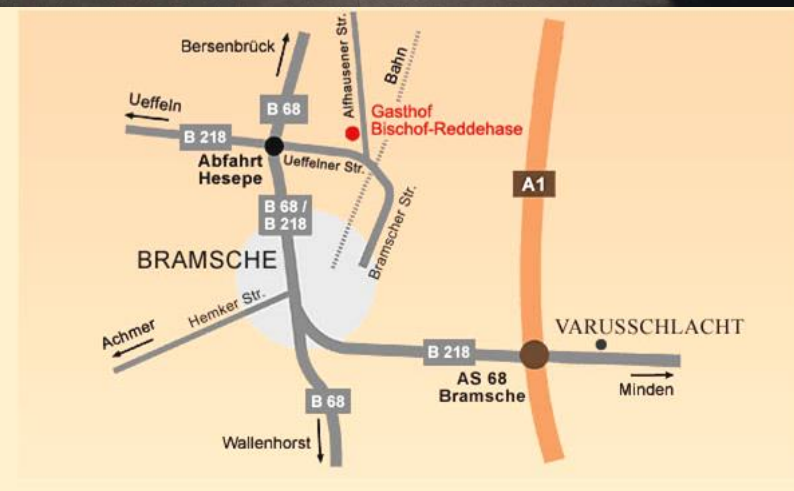 Bersenbrück
Alfhausener Str.
Bahn
Ueffeln
B 68
Gasthof
Bischof-Reddehase
B 218
Abfahrt
Hesepe
Ueffelner Str.
A1
B 68 /
B 218
Bramscher Str.
BRAMSCHE
Hemker Str.
Achmer
VARUSSCHLACHT
B 218
AS 68
Bramsche
Minden
B 68
Wallenhorst